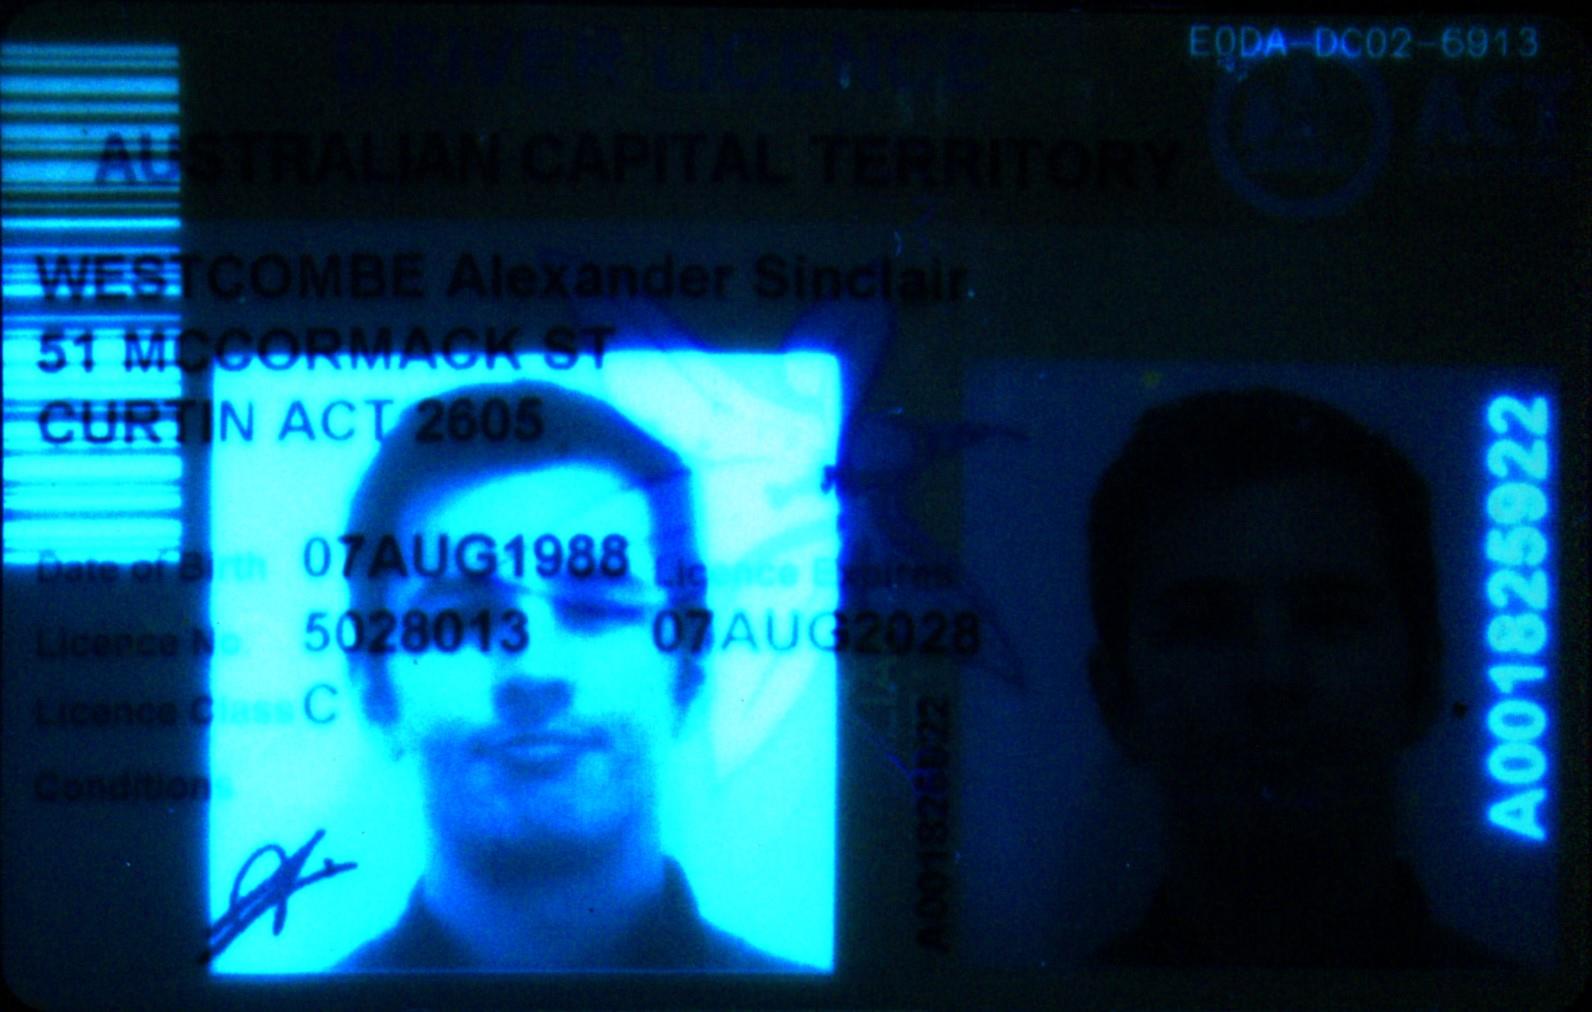 E0DA-DC02-6913
DRIVER LICENCE
ACT
AUSTRALIAN CAPITAL TERRITORY
WESTCOMBE Alexander Sinclair
51 MCCORMACK ST
CURTIN ACT 2605
Date of Birth 07AUG1988 Licence Expires
Licence No. 5028013 07AUG2028
Licence Class C
Conditions
A001825922
A001825922